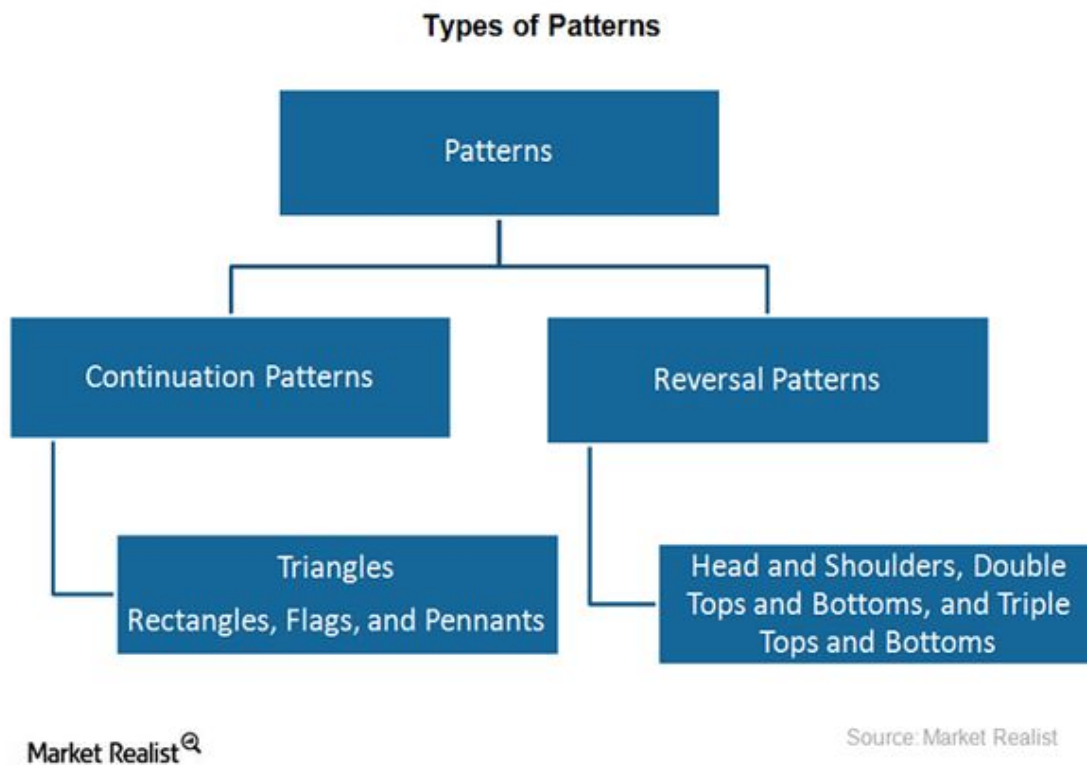 Types of Patterns
Patterns
Continuation Patterns
Reversal Patterns
Triangles
Rectangles, Flags, and Pennants
Head and Shoulders, Double
Tops and Bottoms, and Triple
Tops and Bottoms
Market Realist
Source: Market Realist